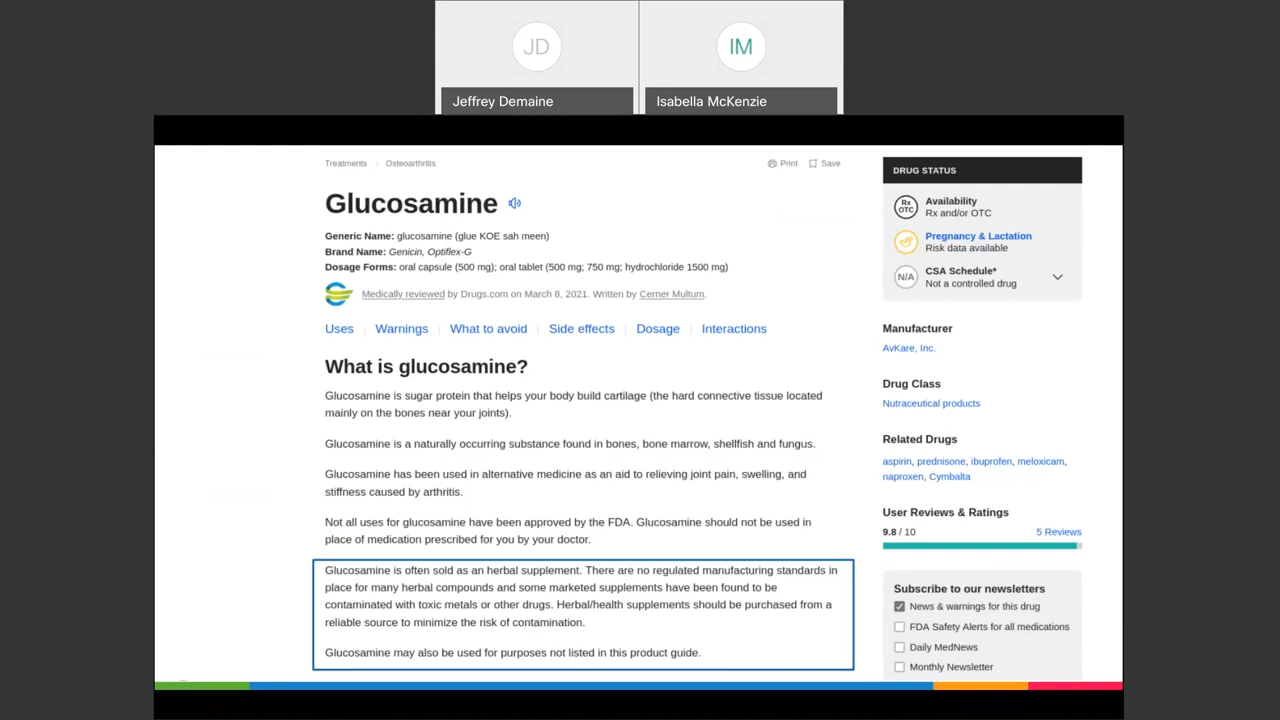 JD
IM
Jeffrey Demaine
Isabella McKenzie
Treatments › Osteoarthritis
Print Save
Glucosamine
Generic Name: glucosamine (glue KOE sah meen)
Brand Name: Genicin, Optiflex-G
Dosage Forms: oral capsule (500 mg); oral tablet (500 mg; 750 mg; hydrochloride 1500 mg)
Medically reviewed by Drugs.com on March 8, 2021. Written by Cerner Multum.
Uses Warnings What to avoid Side effects Dosage Interactions
What is glucosamine?
Glucosamine is sugar protein that helps your body build cartilage (the hard connective tissue located
mainly on the bones near your joints).
Glucosamine is a naturally occurring substance found in bones, bone marrow, shellfish and fungus.
Glucosamine has been used in alternative medicine as an aid to relieving joint pain, swelling, and
stiffness caused by arthritis.
Not all uses for glucosamine have been approved by the FDA. Glucosamine should not be used in
place of medication prescribed for you by your doctor.
Glucosamine is often sold as an herbal supplement. There are no regulated manufacturing standards in
place for many herbal compounds and some marketed supplements have been found to be
contaminated with toxic metals or other drugs. Herbal/health supplements should be purchased from a
reliable source to minimize the risk of contamination.
Glucosamine may also be used for purposes not listed in this product guide.
DRUG STATUS
Rx
OTC
Availability
Rx and/or OTC
Pregnancy & Lactation
Risk data available
N/A
CSA Schedule*
Not a controlled drug
Manufacturer
AvKare, Inc.
Drug Class
Nutraceutical products
Related Drugs
aspirin, prednisone, ibuprofen, meloxicam,
naproxen, Cymbalta
User Reviews & Ratings
9.8 / 10 5 Reviews
Subscribe to our newsletters
News & warnings for this drug
FDA Safety Alerts for all medications
Daily MedNews
Monthly Newsletter